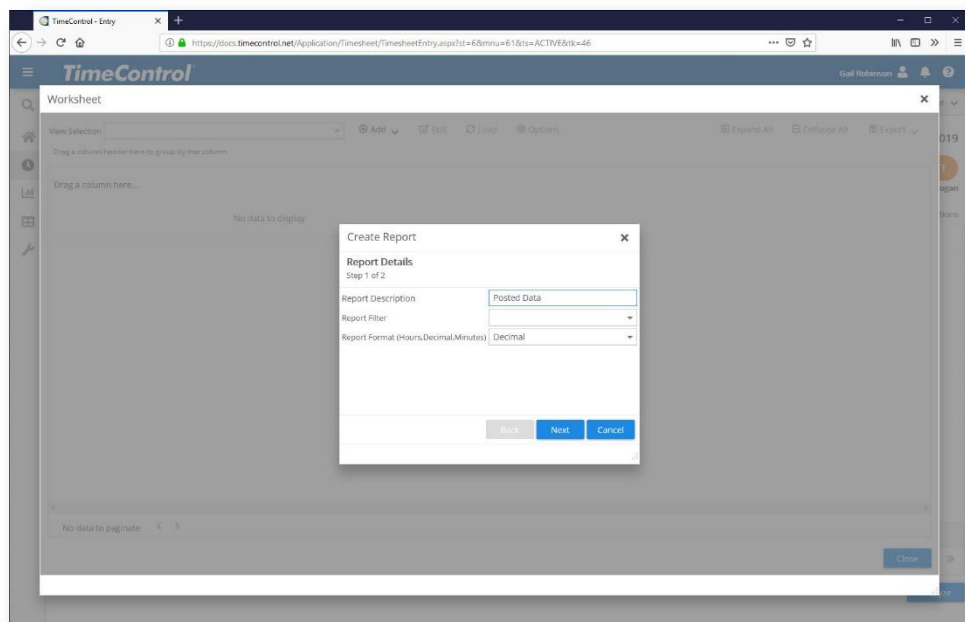 TimeControl - Entry
https://docs.timecontrol.net/Application/Timesheet/TimesheetEntry.aspx?st=6&mnu=61&ts=ACTIVE&tk=46
TimeControl
Gail Robinson
Worksheet
View Selection
Add
Edit
Load
Options
Expand All
Collapse All
Export
019
Drag a column header here to group by that column
T
Drag a column here...
ogan
tions
No data to display
Create Report
Report Details
Step 1 of 2
Report Description
Posted Data
Report Filter
Report Format (Hours.Decimal.Minutes)
Decimal
Back
Next
Cancel
No data to paginate
Close